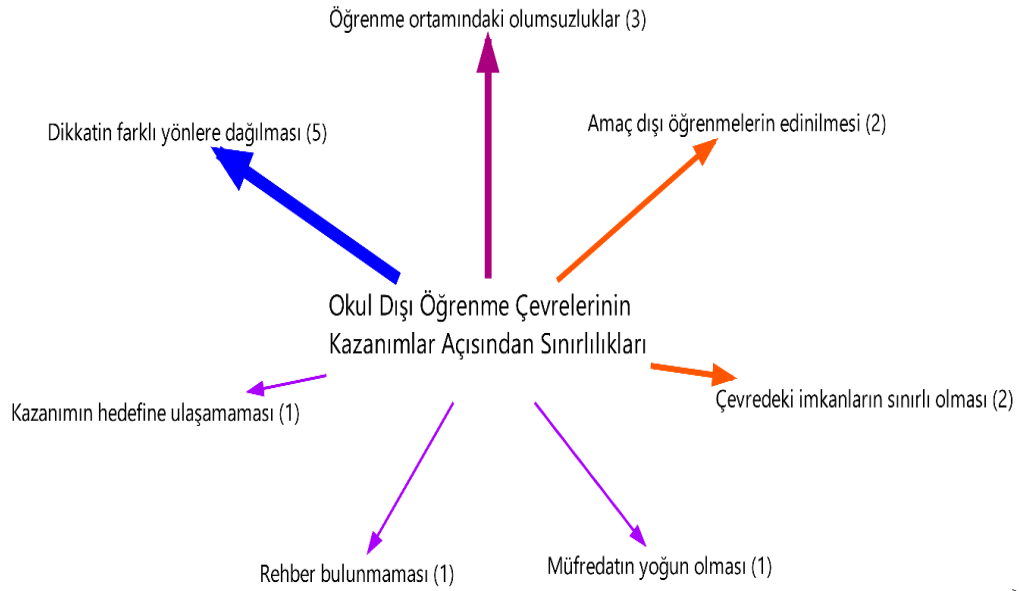 Öğrenme ortamındaki olumsuzluklar (3)
Amaç dışı öğrenmelerin edinilmesi (2)
Dikkatin farklı yönlere dağılması (5)
Okul Dışı Öğrenme Çevrelerinin
Kazanımlar Açısından Sınırlılıkları
Çevredeki imkanların sınırlı olması (2)
Kazanımın hedefine ulaşamaması (1)
Müfredatın yoğun olması (1)
Rehber bulunmaması (1)